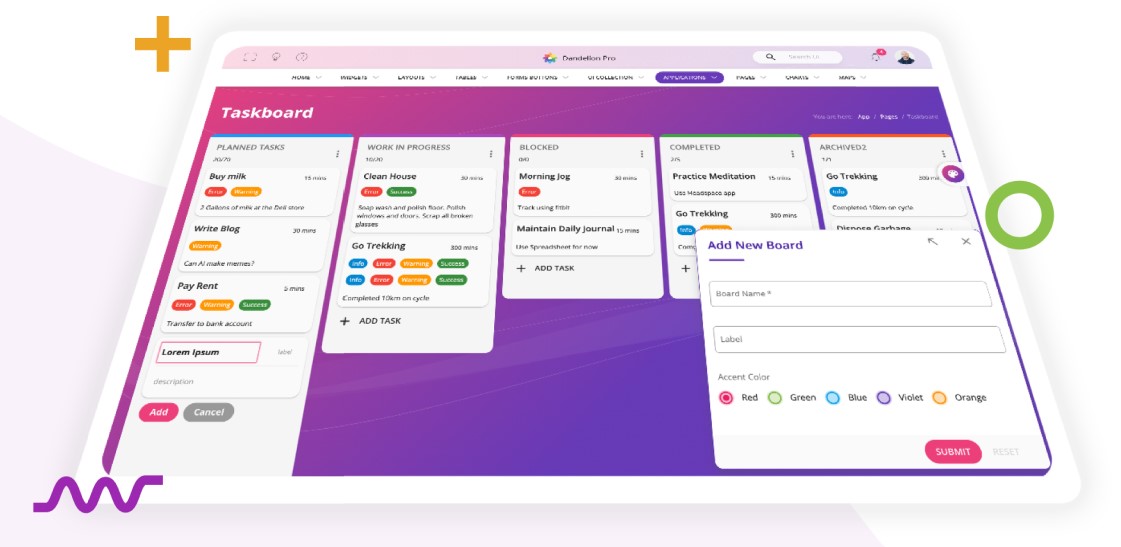 Dandelion Pro
Search UI
4
HOME WIDGETS LAYOUTS TABLES FORMS BUTTONS UI COLLECTION APPLICATIONS PAGES CHARTS MAPS
Taskboard
You are here: App / Pages / Taskboard
PLANNED TASKS
20/70
Buy milk 15 mins
Error Warning
2 Gallons of milk at the Deli store
Write Blog 30 mins
Warning
Can AI make memes?
Pay Rent 5 mins
Error Warning Success
Transfer to bank account
Lorem Ipsum label
description
Add Cancel
WORK IN PROGRESS
10/20
Clean House 30 mins
Error Success
Soap wash and polish floor. Polish
windows and doors. Scrap all broken
glasses
Go Trekking 300 mins
Info Error Warning Success
Info Error Warning Success
Completed 10km on cycle
+ ADD TASK
BLOCKED
0/0
Morning Jog 30 mins
Error
Track using fitbit
Maintain Daily Journal 15 mins
Use Spreadsheet for now
+ ADD TASK
COMPLETED
2/5
Practice Meditation 15 mins
Use Headspace app
Go Trekking 300 mins
Info
Comp
+
ARCHIVED2
1/1
Go Trekking 300
Info
Completed 10km on cycle
Dispose Garbage
Add New Board
Board Name *
Label
Accent Color
Red Green Blue Violet Orange
SUBMIT RESET